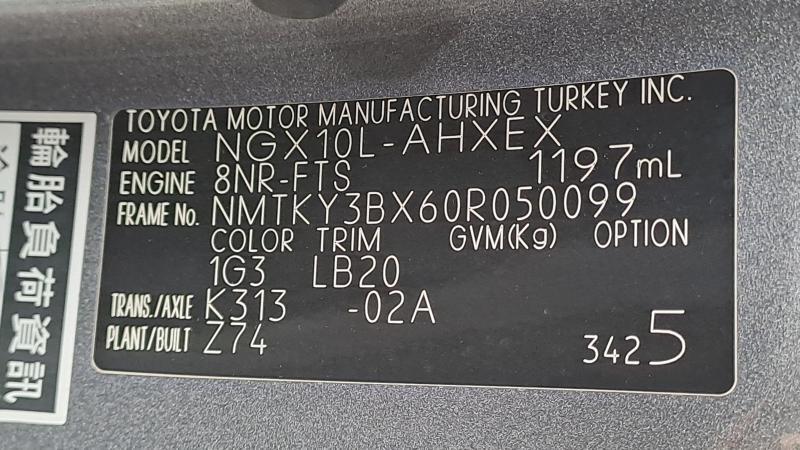 TOYOTA MOTOR MANUFACTURING TURKEY INC.
MODEL NGX10L-AHXEX
ENGINE 8NR-FTS 1197mL
FRAME No. NMTKY3BX60R050099
COLOR TRIM GVM(Kg) OPTION
1G3 LB20
TRANS./AXLE K313 -02A
PLANT/BUILT Z74
3425
輪胎負荷資訊